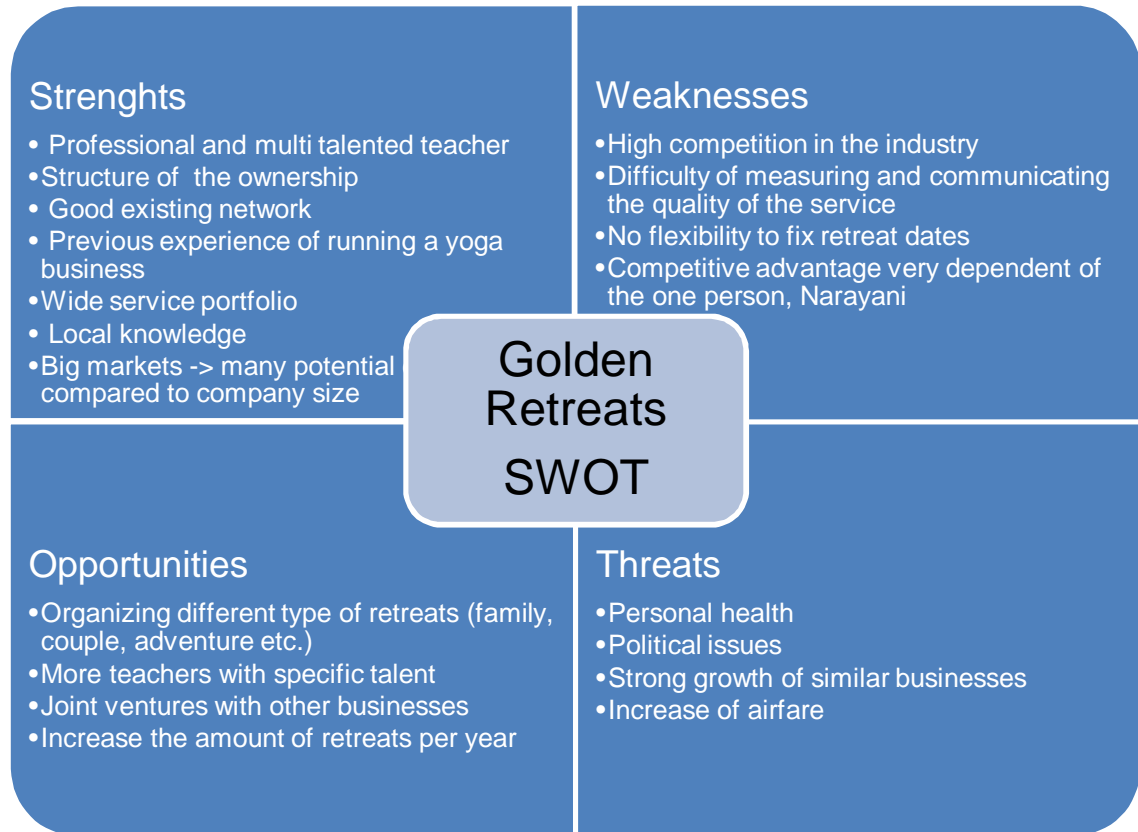 Strenghts
• Professional and multi talented teacher
•Structure of  the ownership
• Good existing network
• Previous experience of running a yoga
business
•Wide service portfolio
• Local knowledge
•Big markets -> many potential
compared to company size
Weaknesses
•High competition in the industry
•Difficulty of measuring and communicating
the quality of the service
•No flexibility to fix retreat dates
•Competitive advantage very dependent of
the one person, Narayani
Golden
Retreats
SWOT
Opportunities
•Organizing different type of retreats (family,
couple, adventure etc.)
•More teachers with specific talent
•Joint ventures with other businesses
•Increase the amount of retreats per year
Threats
•Personal health
•Political issues
•Strong growth of similar businesses
•Increase of airfare